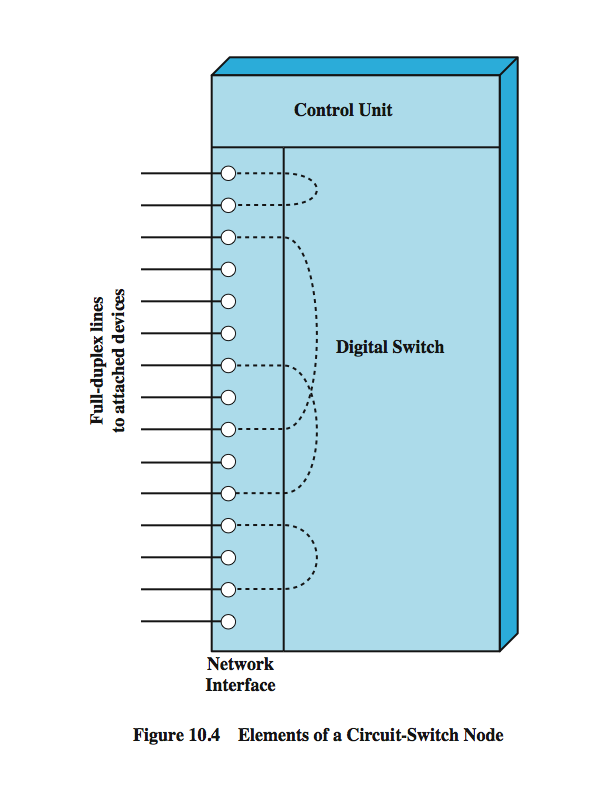 Control Unit
Full-duplex lines
to attached devices
Digital Switch
Network
Interface
Figure 10.4 Elements of a Circuit-Switch Node